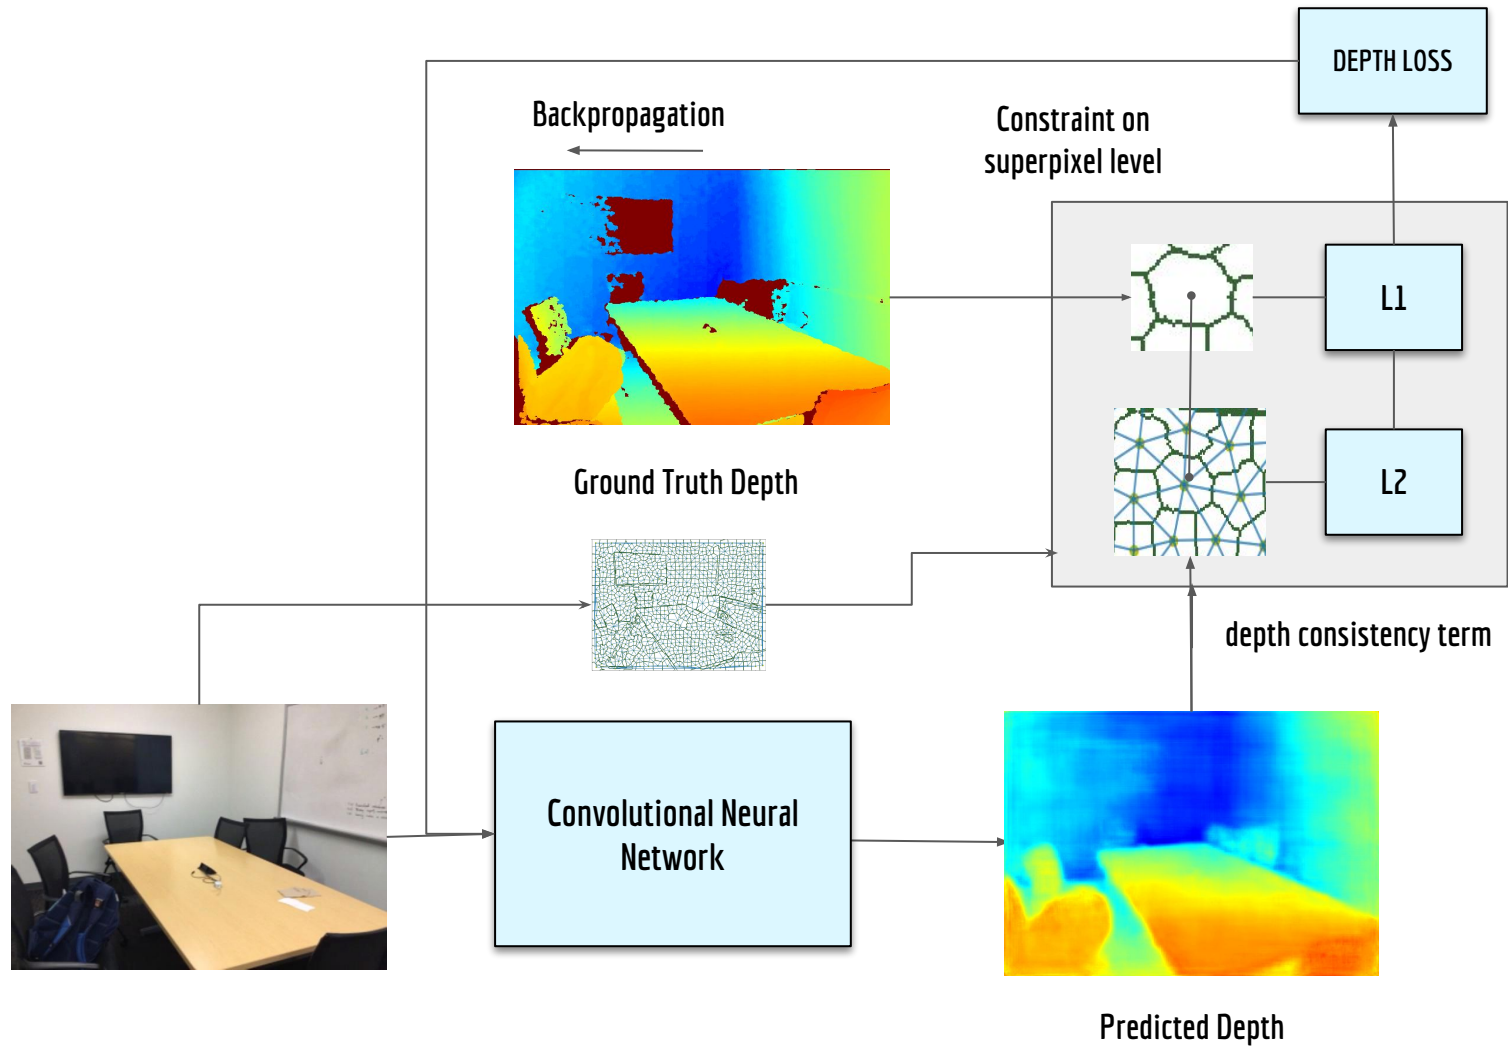 DEPTH LOSS
Backpropagation
Constraint on
superpixel level
L1
Ground Truth Depth
L2
depth consistency term
Convolutional Neural
Network
Predicted Depth